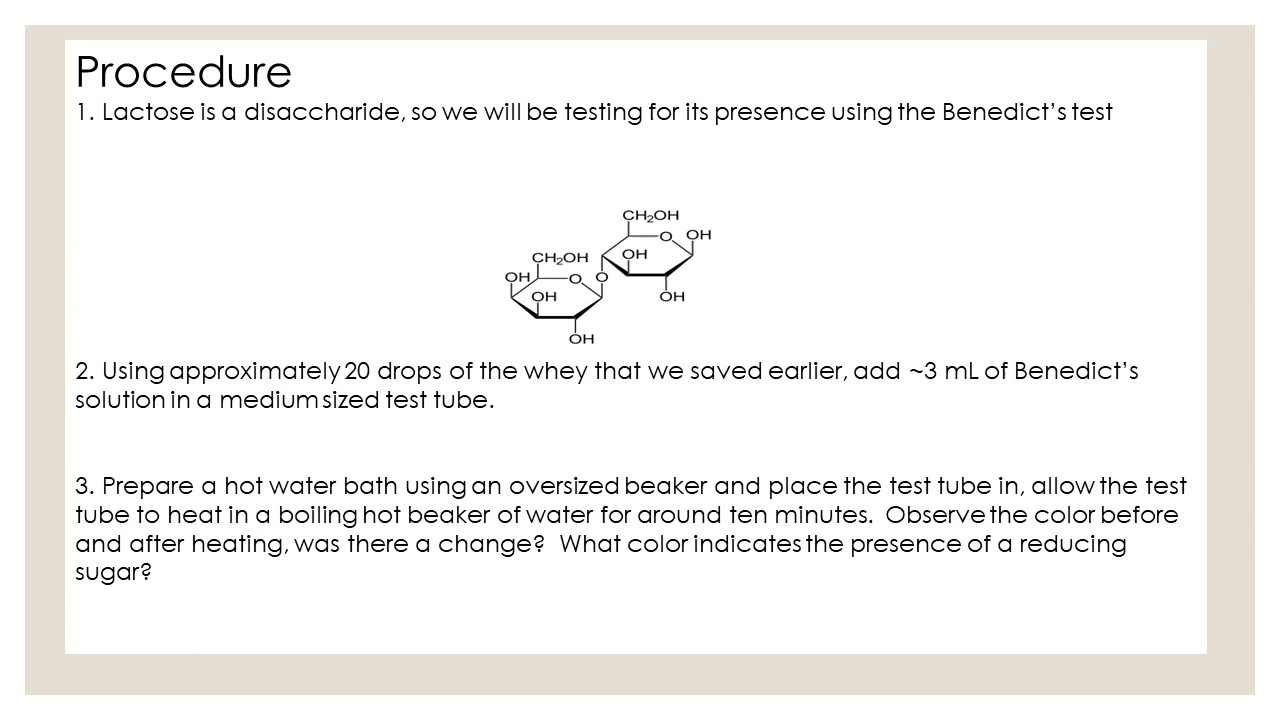 Procedure
1. Lactose is a disaccharide, so we will be testing for its presence using the Benedict’s test
CH₂OH
O OH
OH
CH₂OH
OH O O
OH OH
OH
2. Using approximately 20 drops of the whey that we saved earlier, add ~3 mL of Benedict’s
solution in a medium sized test tube.
3. Prepare a hot water bath using an oversized beaker and place the test tube in, allow the test
tube to heat in a boiling hot beaker of water for around ten minutes.  Observe the color before
and after heating, was there a change?  What color indicates the presence of a reducing
sugar?